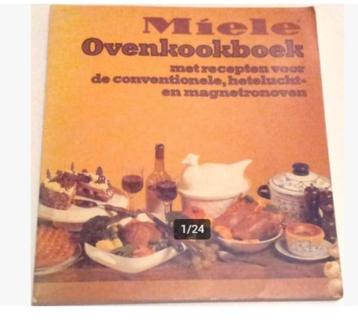 Miele
Ovenkookboek
met recepten voor
de conventionele, hetelucht-
en magnetronoven
1/24